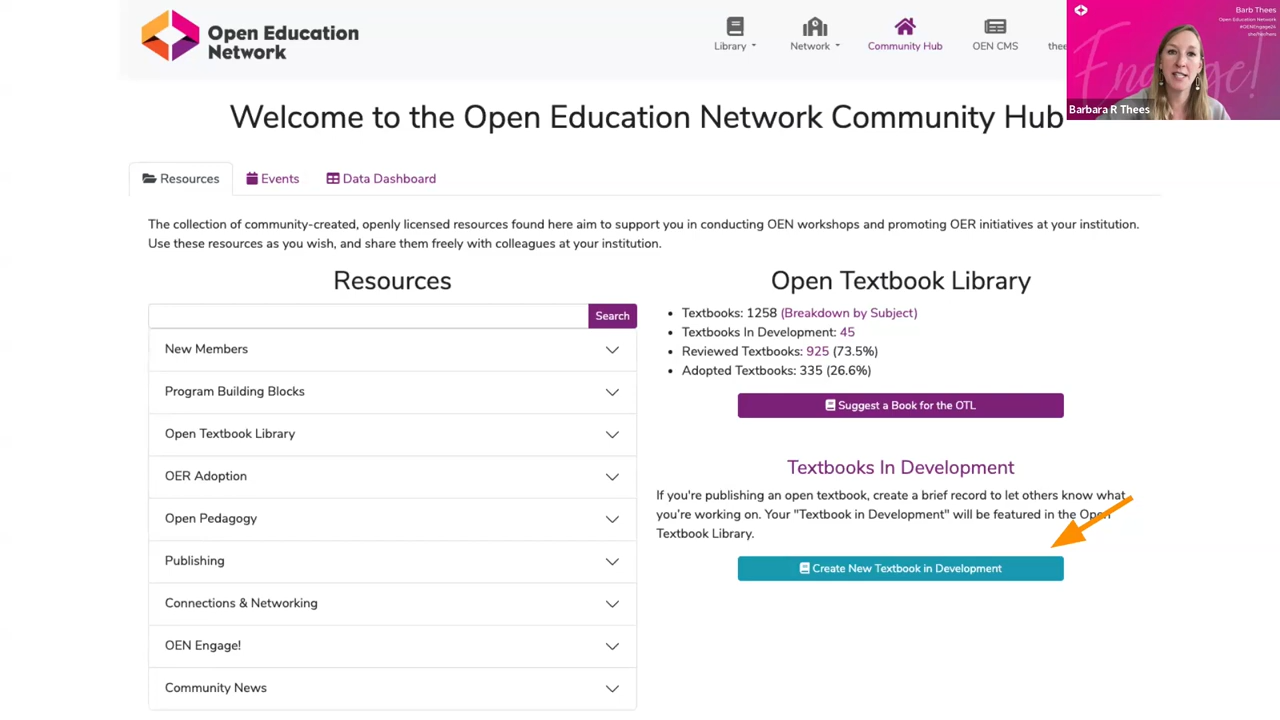 Open Education
Network
Library
Network
Community Hub
OEN CMS
Barb Thees
Open Education Network
Engage!
Barbara R Thees
Welcome to the Open Education Network Community Hub
Resources
Events
Data Dashboard
The collection of community-created, openly licensed resources found here aim to support you in conducting OEN workshops and promoting OER initiatives at your institution.
Use these resources as you wish, and share them freely with colleagues at your institution.
Resources
Search
New Members
Program Building Blocks
Open Textbook Library
OER Adoption
Open Pedagogy
Publishing
Connections & Networking
OEN Engage!
Community News
Open Textbook Library
Textbooks: 1258 (Breakdown by Subject)
Textbooks In Development: 45
Reviewed Textbooks: 925 (73.5%)
Adopted Textbooks: 335 (26.6%)
Suggest a Book for the OTL
Textbooks In Development
If you're publishing an open textbook, create a brief record to let others know what
you're working on. Your "Textbook in Development" will be featured in the Open
Textbook Library.
Create New Textbook in Development